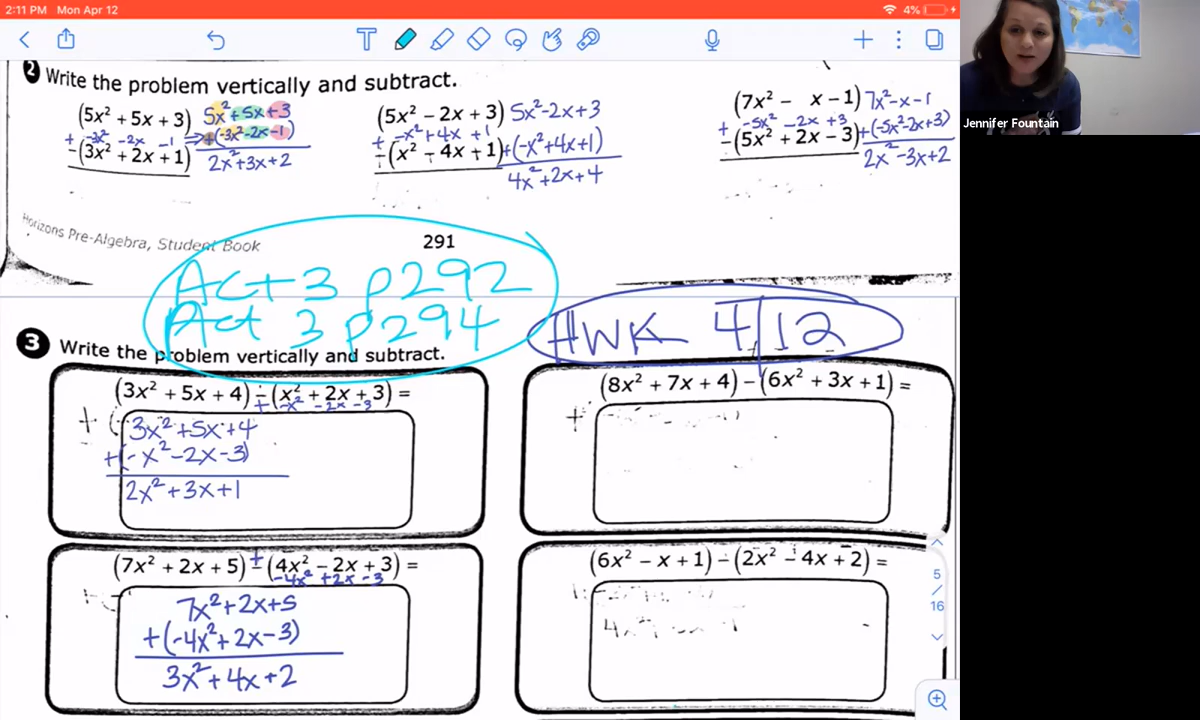 2:11 PM Mon Apr 12
4%
Jennifer Fountain
2 Write the problem vertically and subtract.
(5x² + 5x + 3) 5x²+5x+3
+ -3x² -2x -1 ⇒ +(-3x²-2x-1)
-(3x² + 2x + 1) 2x²+3x+2
(5x² - 2x + 3) 5x²-2x+3
+ -x² +4x +1
-(x² - 4x + 1) +(-x²+4x+1)
4x²+2x+4
(7x² - x - 1) 7x²-x-1
+ -5x² -2x +3
-(5x² + 2x - 3) +(-5x²-2x+3)
2x²-3x+2
Horizons Pre-Algebra, Student Book
291
Act 3 p292
Act 3 p294
HWK 4/12
3 Write the problem vertically and subtract.
(3x² + 5x + 4) - (x² + 2x + 3) =
+ -x² -2x -3
+ ( 3x²+5x+4
+(-x²-2x-3)
2x²+3x+1
(8x² + 7x + 4) - (6x² + 3x + 1) =
+
(7x² + 2x + 5) - (4x² - 2x + 3) =
+ -4x² +2x -3
7x²+2x+5
+(-4x²+2x-3)
3x²+4x+2
(6x² - x + 1) - (2x² - 4x + 2) =
5
/
16